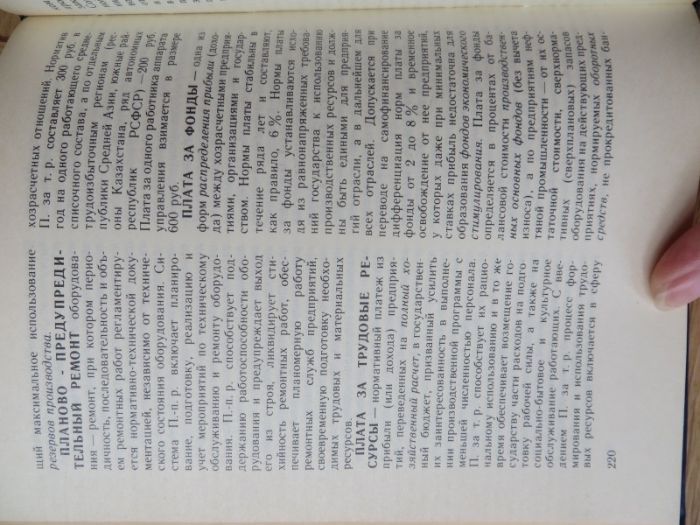 щий максимальное использование
резервов производства.
ПЛАНОВО - ПРЕДУПРЕДИ-
ТЕЛЬНЫЙ РЕМОНТ оборудова-
ния — ремонт, при котором перио-
дичность, последовательность и объ-
ем ремонтных работ регламентиру-
ется нормативно-технической доку-
ментацией, независимо от техниче-
ского состояния оборудования. Си-
стема П.-п.р. включает планиро-
вание, подготовку, реализацию и
учет мероприятий по техническому
обслуживанию и ремонту оборудо-
вания. П.-п.р. способствует под-
держанию работоспособности обо-
рудования и предупреждает выход
его из строя, ликвидирует сти-
хийность ремонтных работ, обес-
печивает планомерную работу
ремонтных служб предприятий,
своевременную подготовку необхо-
димых трудовых и материальных
ресурсов.
ПЛАТА ЗА ТРУДОВЫЕ РЕ-
СУРСЫ — нормативный платеж из
прибыли (или дохода) предприя-
тий, переведенных на полный хо-
зяйственный расчет, в государствен-
ный бюджет, призванный усилить
их заинтересованность в выполне-
нии производственной программы с
меньшей численностью персонала.
П. за т. р. способствует их рацио-
нальному использованию и в то же
время обеспечивает возмещение го-
сударству части расходов на подго-
товку рабочей силы, а также на
социально-бытовое и культурное
обслуживание работающих. С вве-
дением П. за т. р. процесс фор-
мирования и использования трудо-
вых ресурсов включается в сферу
220
хозрасчетных отношений. Норматив
П. за т. р. составляет 300 руб. в
год на одного работающего средне-
списочного состава, а по отдельным
трудоизбыточным регионам (рес-
публики Средней Азии, южные рай-
оны Казахстана, ряд автономных
республик РСФСР) — 200 руб.
Плата за одного работника аппарата
управления взимается в размере
600 руб.
ПЛАТА ЗА ФОНДЫ — одна из
форм распределения прибыли (дохо-
да) между хозрасчетными предприя-
тиями, организациями и государ-
ством. Нормы платы стабильны в
течение ряда лет и составляют,
как правило, 6 %. Нормы платы
за фонды устанавливаются исхо-
дя из равнонапряженных требова-
ний государства к использованию
производственных ресурсов и долж-
ны быть едиными для предприя-
тий отрасли, а в дальнейшем для
всех отраслей. Допускается при
переводе на самофинансирование
дифференциация норм платы за
фонды от 2 до 8 % и временное
освобождение от нее предприятий,
у которых даже при минимальных
ставках прибыль недостаточна для
образования фондов экономического
стимулирования. Плата за фонды
определяется в процентах от ба-
лансовой стоимости производствен-
ных основных фондов (без вычета
износа), а по предприятиям неф-
тяной промышленности — от их ос-
таточной стоимости, сверхнорма-
тивных (сверхплановых) запасов
оборудования на действующих пред-
приятиях, нормируемых оборотных
средств, не прокредитованных бан-